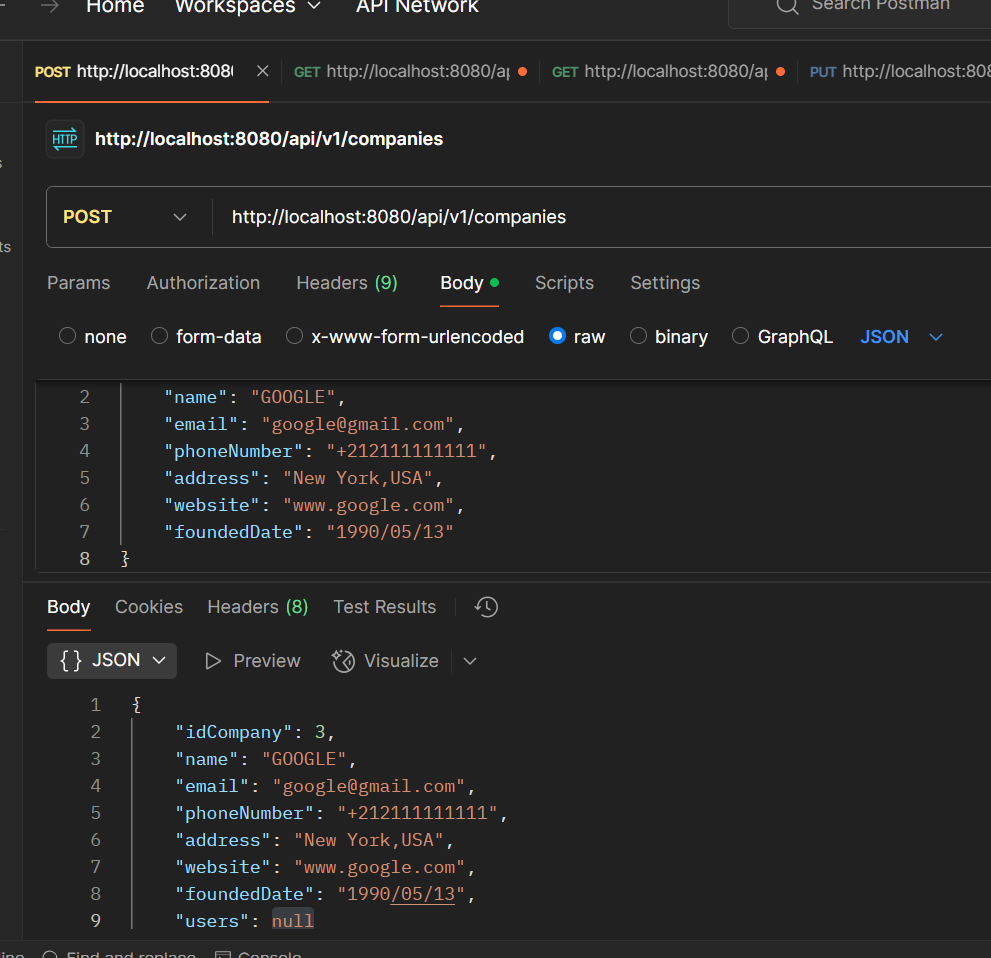 Home Workspaces API Network Search Postman
POST http://localhost:808 GET http://localhost:8080/ap GET http://localhost:8080/ap PUT http://localhost:808
HTTP http://localhost:8080/api/v1/companies
POST http://localhost:8080/api/v1/companies
ts
Params Authorization Headers (9) Body Scripts Settings
none form-data x-www-form-urlencoded raw binary GraphQL JSON
2 "name": "GOOGLE",
3 "email": "google@gmail.com",
4 "phoneNumber": "+212111111111",
5 "address": "New York,USA",
6 "website": "www.google.com",
7 "foundedDate": "1990/05/13"
8 }
Body Cookies Headers (8) Test Results
{} JSON Preview Visualize
1 {
2 "idCompany": 3,
3 "name": "GOOGLE",
4 "email": "google@gmail.com",
5 "phoneNumber": "+212111111111",
6 "address": "New York,USA",
7 "website": "www.google.com",
8 "foundedDate": "1990/05/13",
9 "users": null
ine Find and replace Console